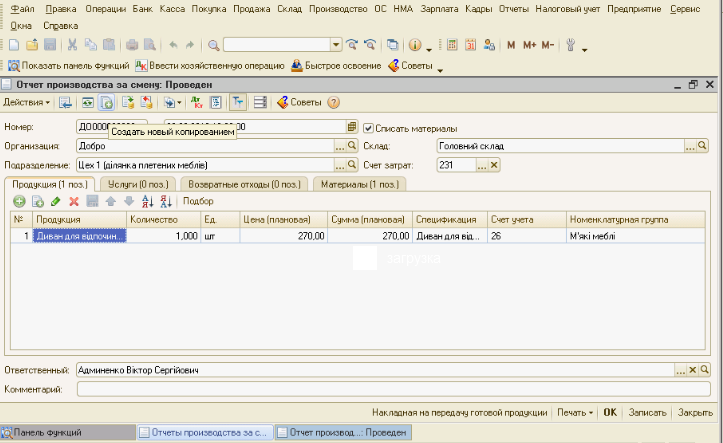 Файл Правка Операции Банк Касса Покупка Продажа Склад Производство ОС НМА Зарплата Кадры Отчеты Налоговый учет Предприятие Сервис
Окна Справка
M M+ M-
Показать панель функций Ввести хозяйственную операцию Быстрое освоение Советы
Отчет производства за смену: Проведен
Действия Дт Кт Советы
Номер: Списать материалы
Создать новый копированием
Организация: Добро Склад: Головний склад
Подразделение: Цех 1 (ділянка плетених меблів) Счет затрат: 231
Продукция (1 поз.) Услуги (0 поз.) Возвратные отходы (0 поз.) Материалы (1 поз.)
Подбор
№ Продукция Количество Ед. Цена (плановая) Сумма (плановая) Спецификация Счет учета Номенклатурная группа
1 Диван для відпочин... 1,000 шт 270,00 270,00 Диван для від... 26 М'які меблі
загрузка
Ответственный: Админенко Віктор Сергійович
Комментарий:
Накладная на передачу готовой продукции Печать OK Записать Закрыть
Панель функций Отчеты производства за с... Отчет производ...: Проведен